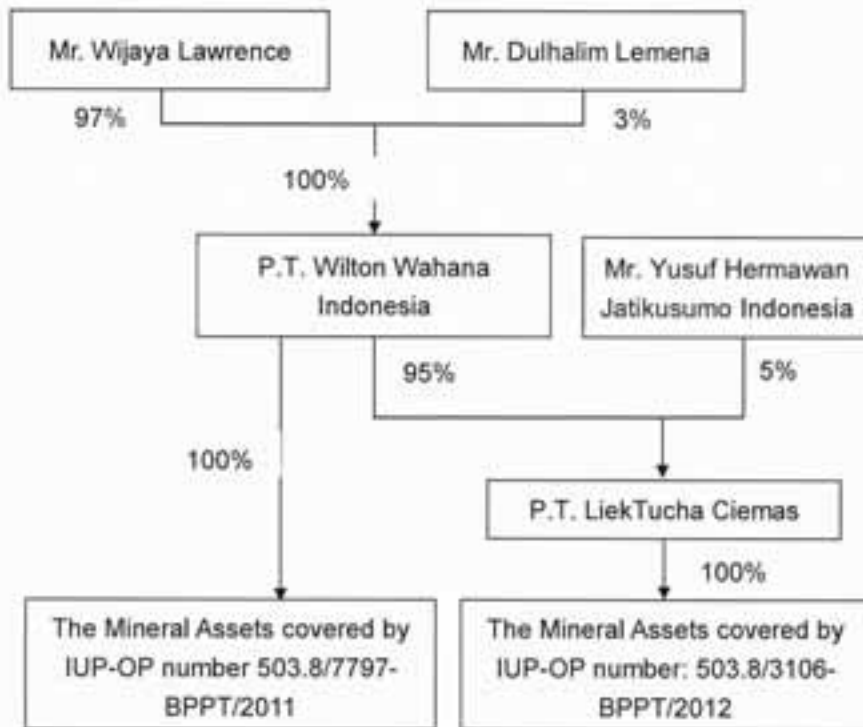 Mr. Wijaya Lawrence
Mr. Dulhalim Lemena
97%
3%
100%
P.T. Wilton Wahana
Indonesia
Mr. Yusuf Hermawan
Jatikusumo Indonesia
95%
5%
100%
P.T. LiekTucha Ciemas
100%
The Mineral Assets covered by
IUP-OP number 503.8/7797-
BPPT/2011
The Mineral Assets covered by
IUP-OP number: 503.8/3106-
BPPT/2012